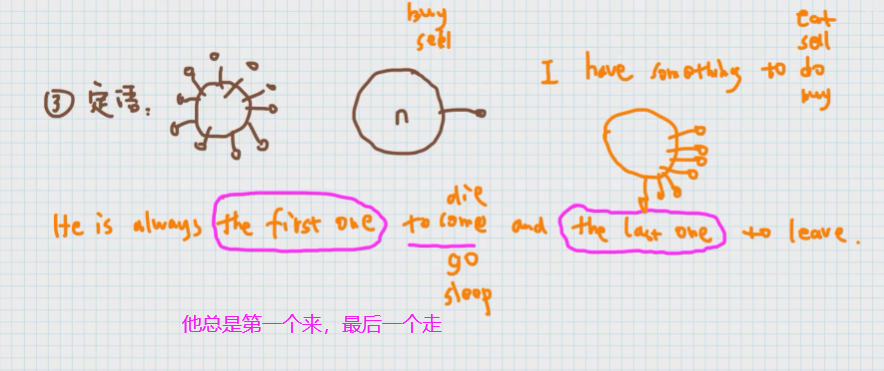 buy
seel
eat
sell
I have something to do
buy
③ 定语:
n
die
He is always the first one to come and the last one to leave.
go
sleep
他总是第一个来，最后一个走